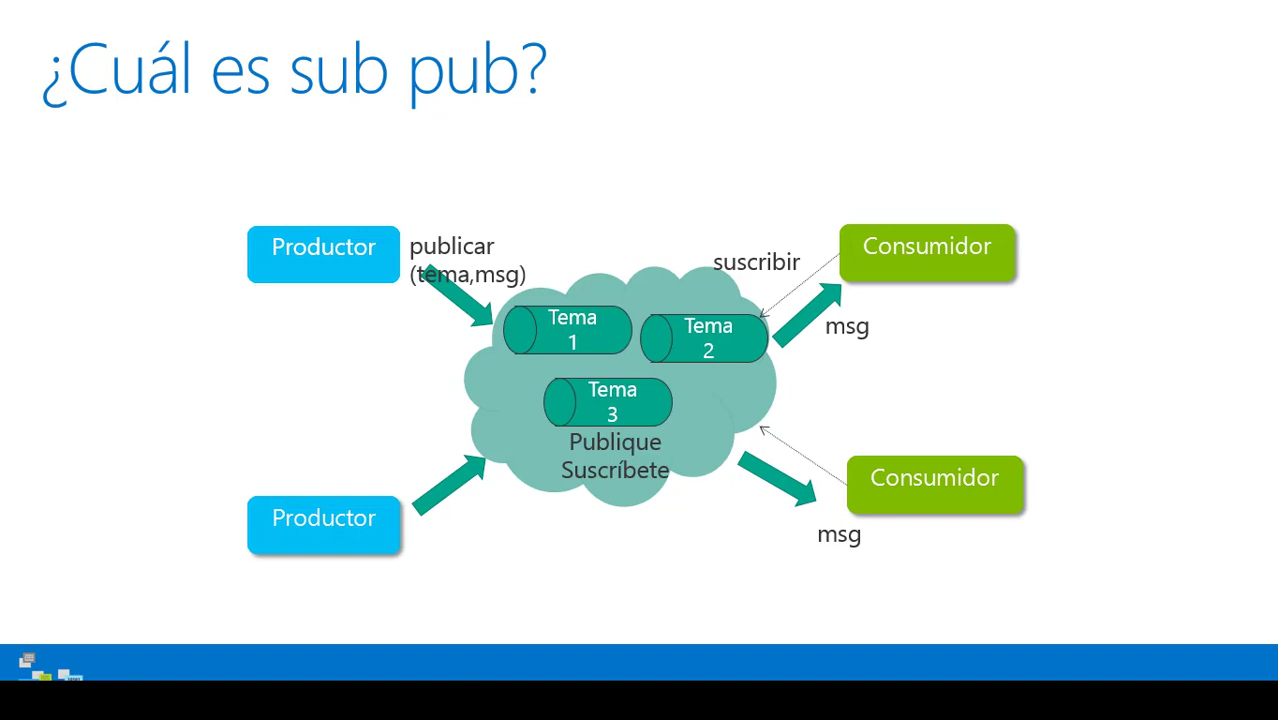 ¿Cuál es sub pub?
Productor
publicar
(tema,msg)
suscribir
Consumidor
Tema
1
Tema
2
msg
Tema
3
Publique
Suscríbete
Consumidor
Productor
msg